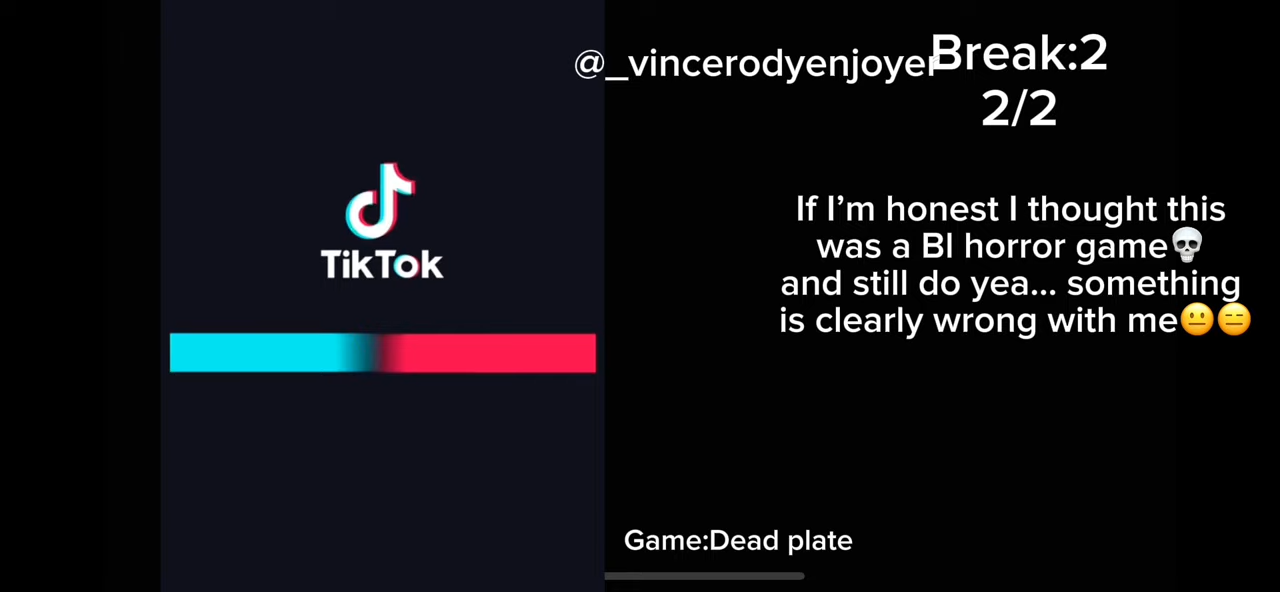 @_vincerodyenjoyer
Break:2
2/2
TikTok
If I’m honest I thought this
was a Bl horror game💀
and still do yea... something
is clearly wrong with me😐😑
Game:Dead plate